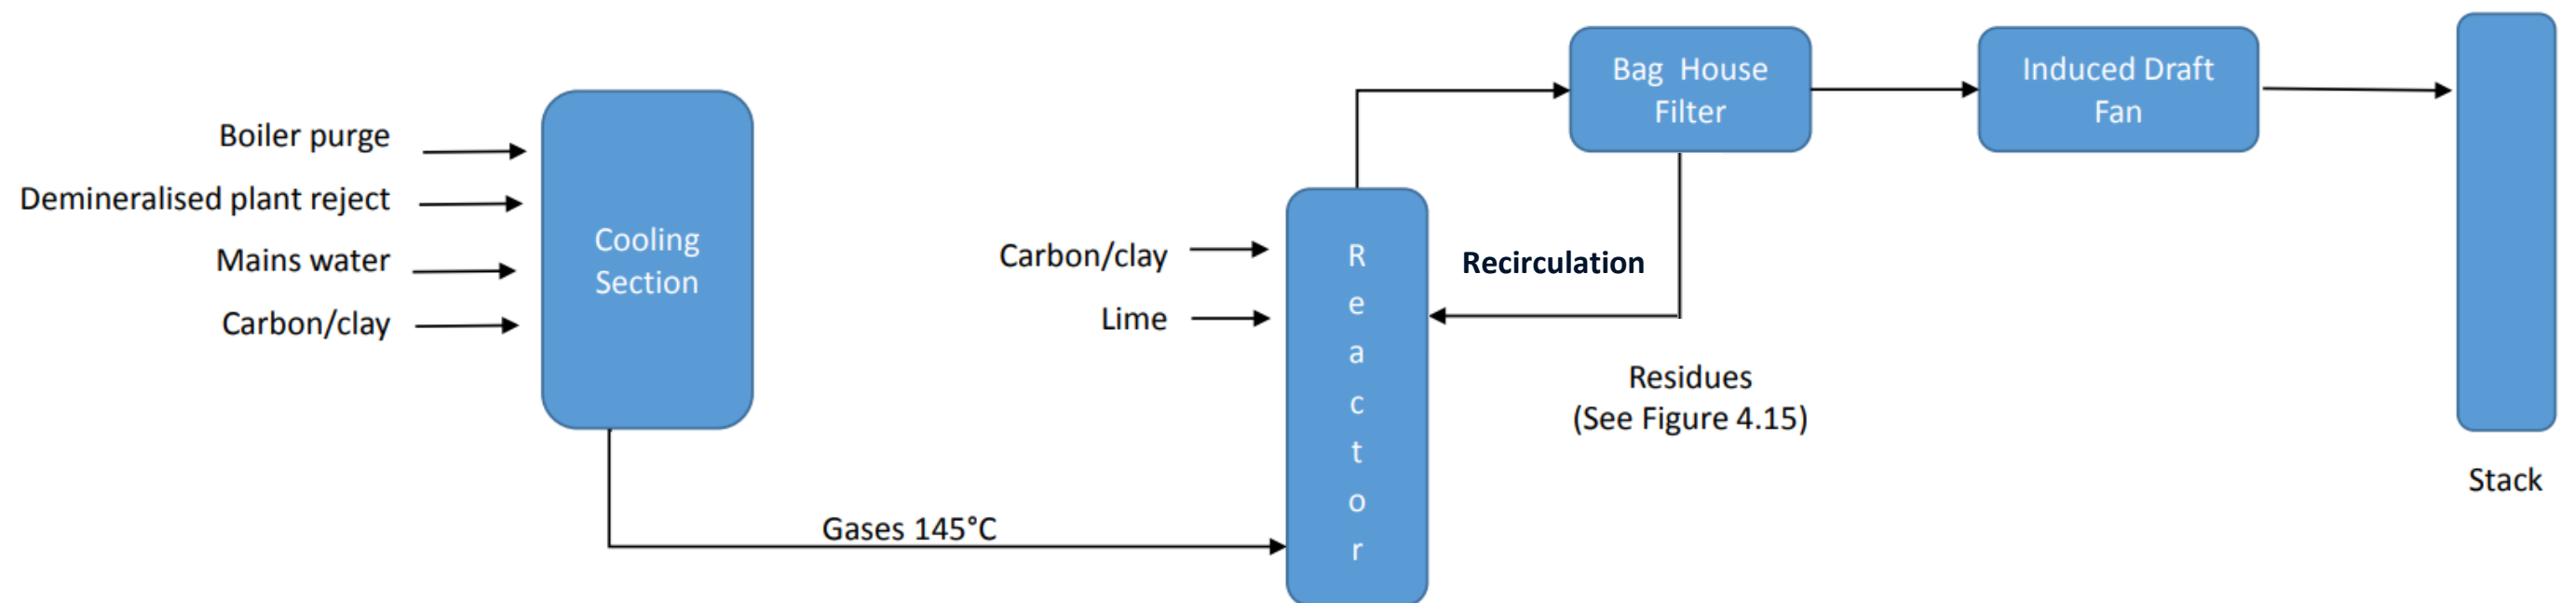 Boiler purge
Demineralised plant reject
Mains water
Carbon/clay
Cooling
Section
Gases 145°C
Carbon/clay
Lime
Reactor
Recirculation
Bag House
Filter
Residues
(See Figure 4.15)
Induced Draft
Fan
Stack